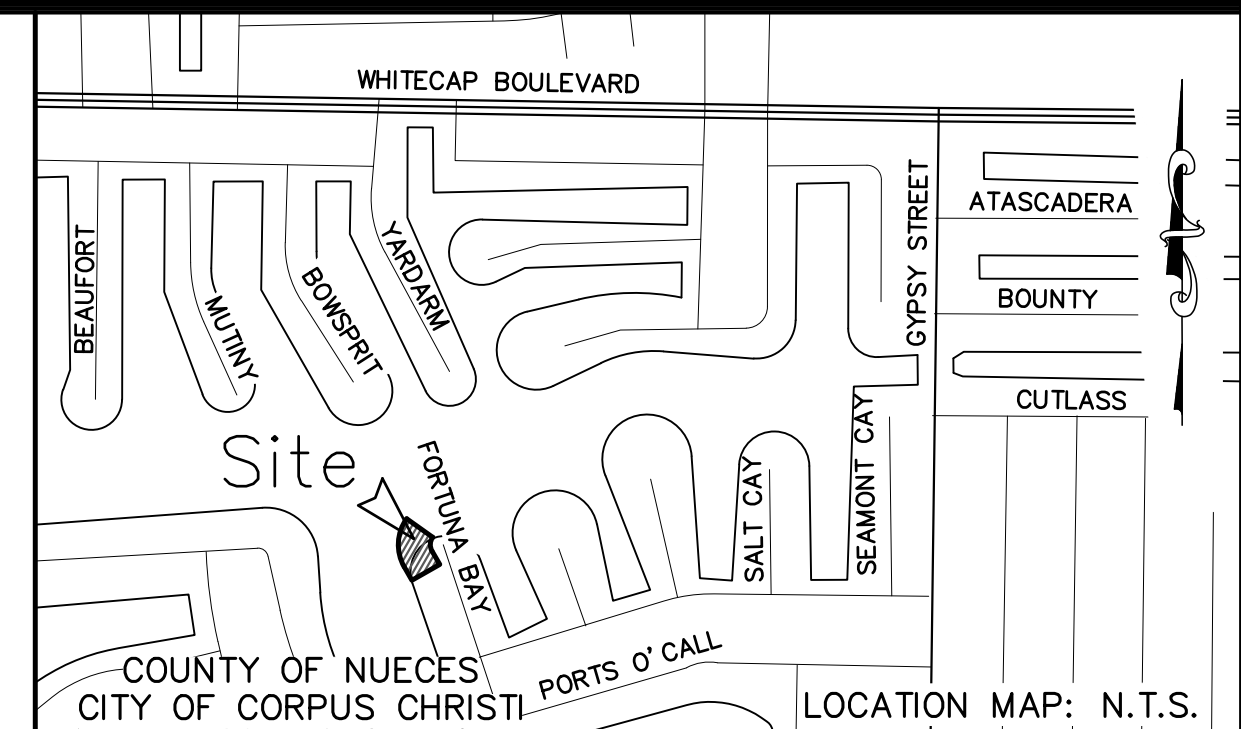 WHITECAP BOULEVARD
BEAUFORT
MUTINY
BOWSPRIT
YARDARM
GYPSY STREET
ATASCADERA
BOUNTY
CUTLASS
Site
FORTUNA BAY
SALT CAY
SEAMONT CAY
PORTS O' CALL
COUNTY OF NUECES
CITY OF CORPUS CHRISTI
LOCATION MAP: N.T.S.